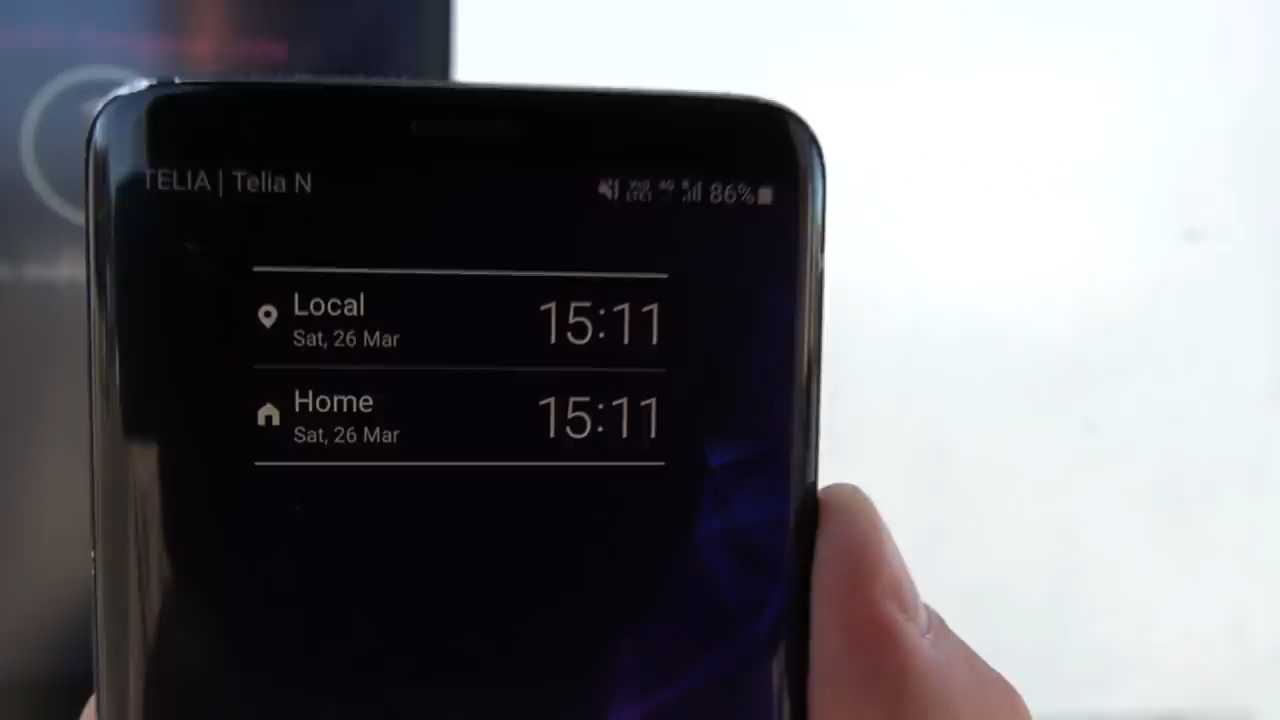 TELIA | Telia N
86%
Local
Sat, 26 Mar
15:11
Home
Sat, 26 Mar
15:11